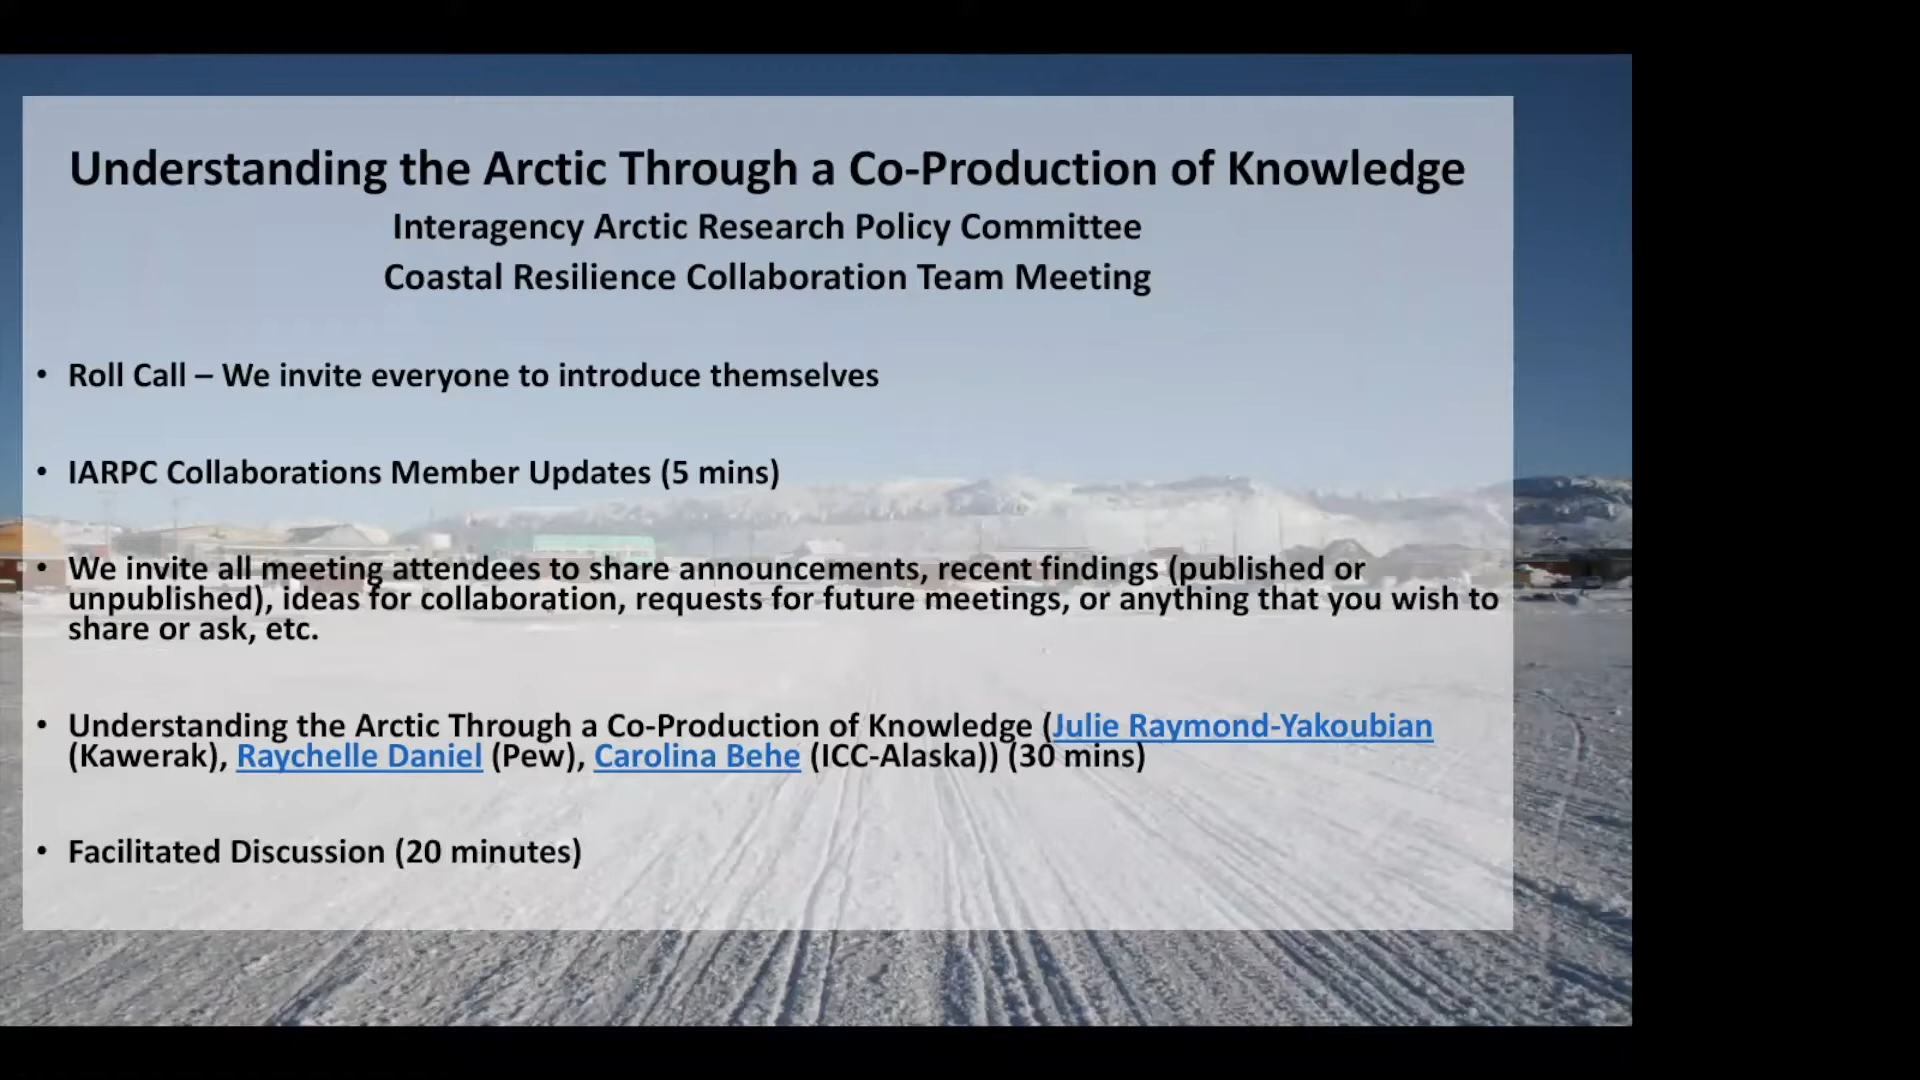 Understanding the Arctic Through a Co-Production of Knowledge
Interagency Arctic Research Policy Committee
Coastal Resilience Collaboration Team Meeting
• Roll Call – We invite everyone to introduce themselves
• IARPC Collaborations Member Updates (5 mins)
• We invite all meeting attendees to share announcements, recent findings (published or
unpublished), ideas for collaboration, requests for future meetings, or anything that you wish to
share or ask, etc.
• Understanding the Arctic Through a Co-Production of Knowledge (Julie Raymond-Yakoubian
(Kawerak), Raychelle Daniel (Pew), Carolina Behe (ICC-Alaska)) (30 mins)
• Facilitated Discussion (20 minutes)